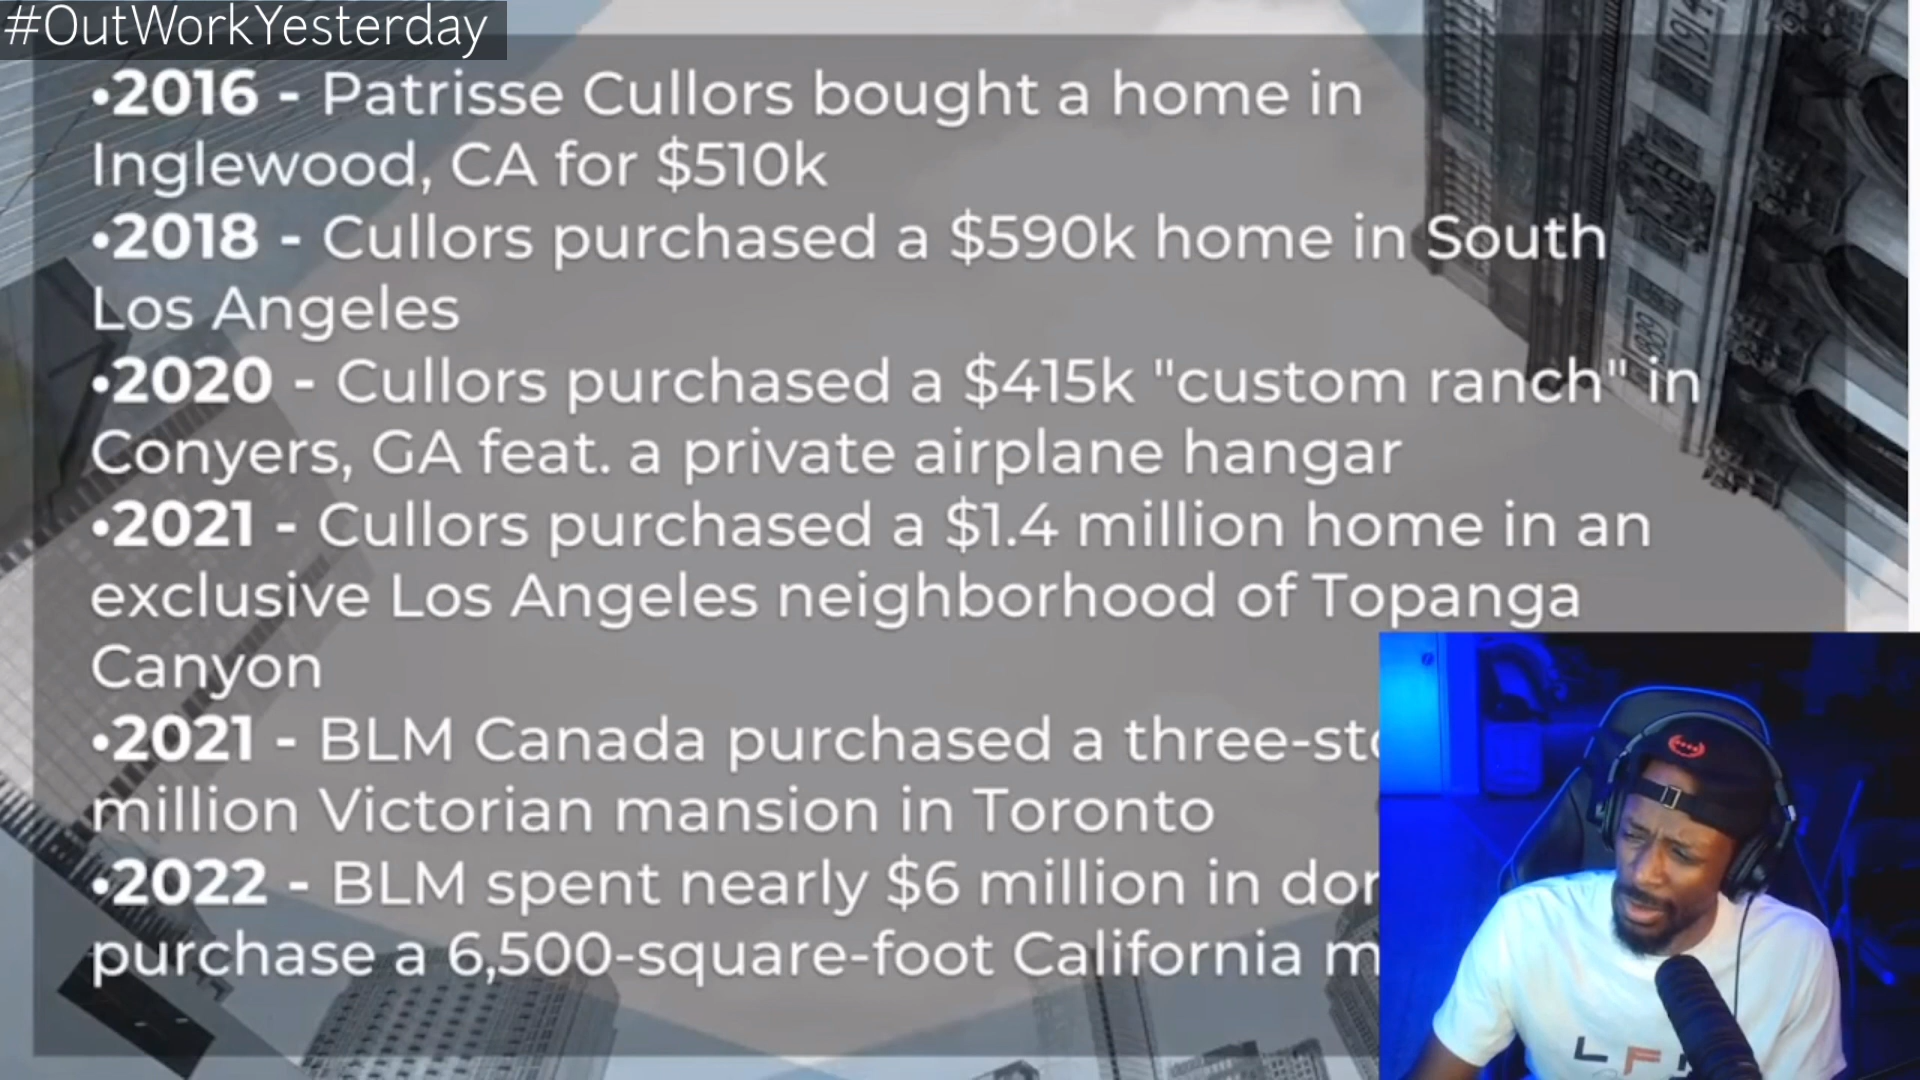 #OutWorkYesterday
•2016 - Patrisse Cullors bought a home in
Inglewood, CA for $510k
•2018 - Cullors purchased a $590k home in South
Los Angeles
•2020 - Cullors purchased a $415k "custom ranch" in
Conyers, GA feat. a private airplane hangar
•2021 - Cullors purchased a $1.4 million home in an
exclusive Los Angeles neighborhood of Topanga
Canyon
•2021 - BLM Canada purchased a
million Victorian mansion in Toronto
•2022 - BLM spent nearly $6 million in
purchase a 6,500-square-foot California